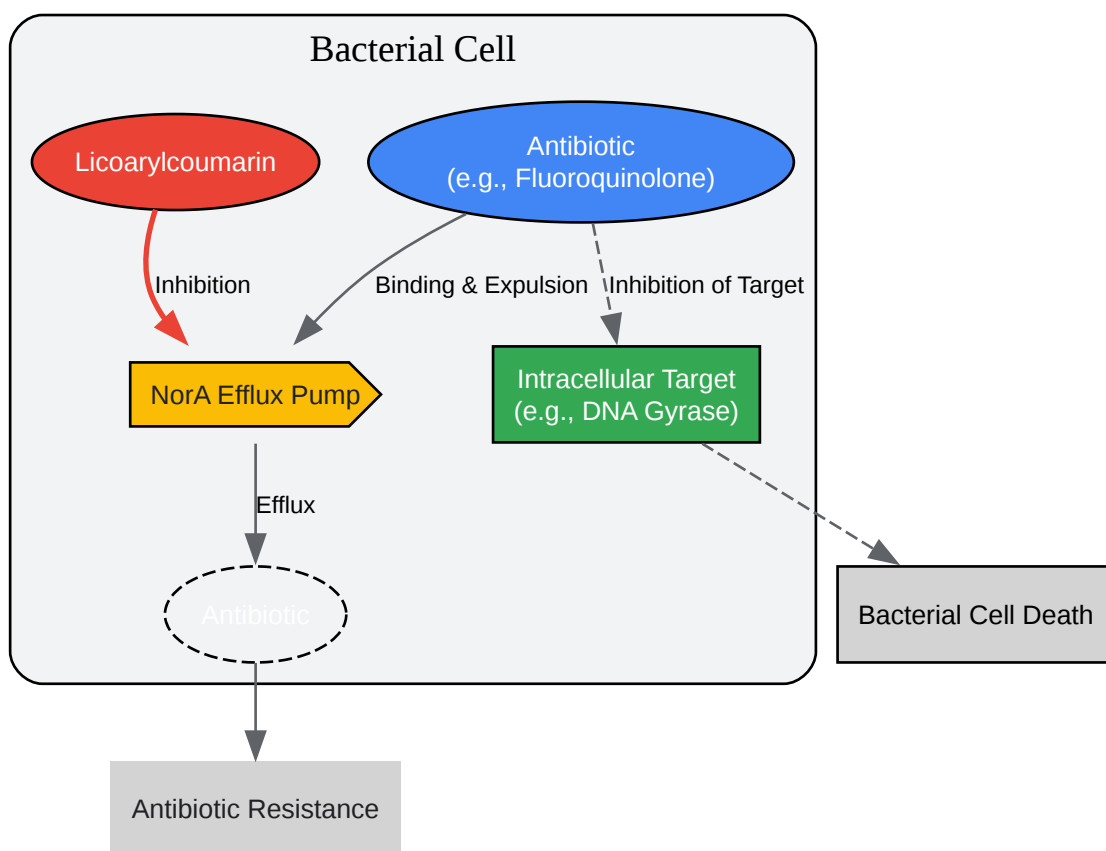 Bacterial Cell
Licoarylcoumarin
Antibiotic
(e.g., Fluoroquinolone)
Inhibition
Binding & Expulsion
Inhibition of Target
NorA Efflux Pump
Intracellular Target
(e.g., DNA Gyrase)
Efflux
Antibiotic
Bacterial Cell Death
Antibiotic Resistance